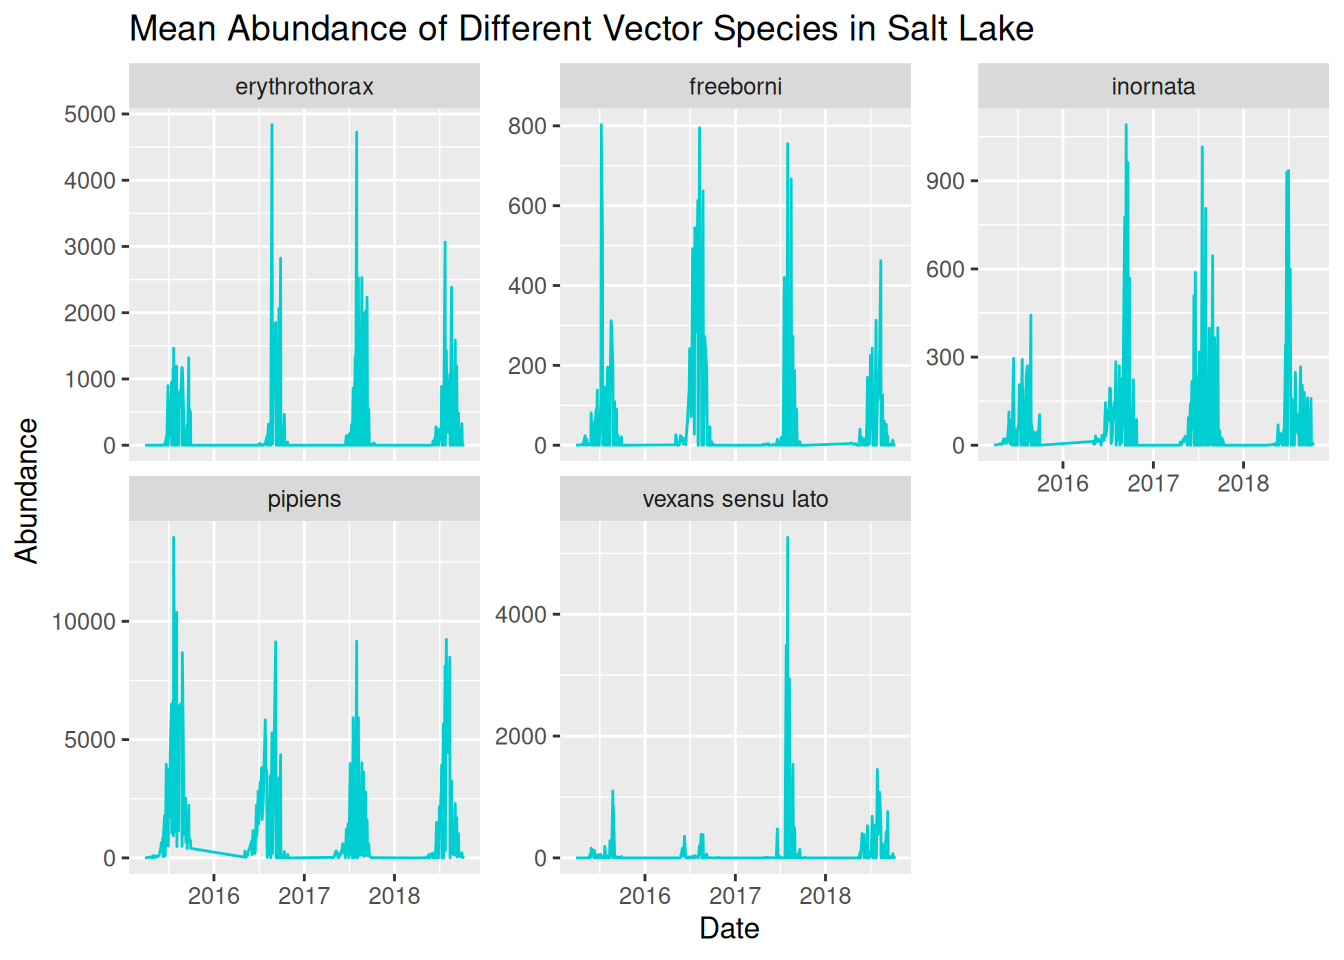 Mean Abundance of Different Vector Species in Salt Lake
erythrothorax
freeborni
inornata
5000
4000
3000
2000
1000
0
800
600
400
200
0
900
600
300
0
2016 2017 2018
Abundance
pipiens
vexans sensu lato
10000
5000
0
4000
2000
0
2016 2017 2018
2016 2017 2018
Date